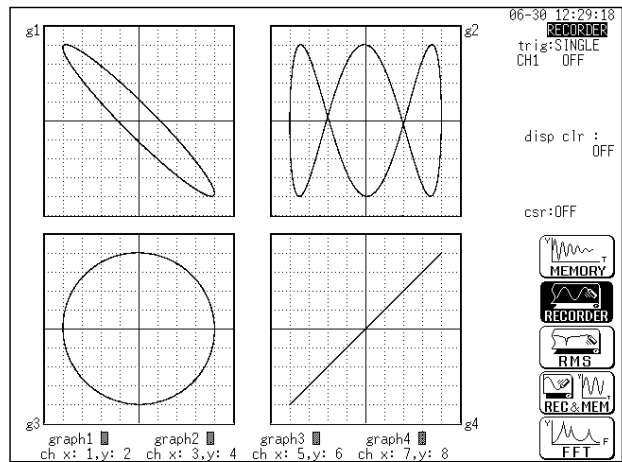 06-30 12:29:18
g1
g2
RECORDER
trig:SINGLE
CH1 OFF
disp clr :
OFF
csr:OFF
Y
T
MEMORY
RECORDER
RMS
Y
T
REC&MEM
Y
F
FFT
g3
g4
graph1 graph2 graph3 graph4
ch x: 1,y: 2 ch x: 3,y: 4 ch x: 5,y: 6 ch x: 7,y: 8